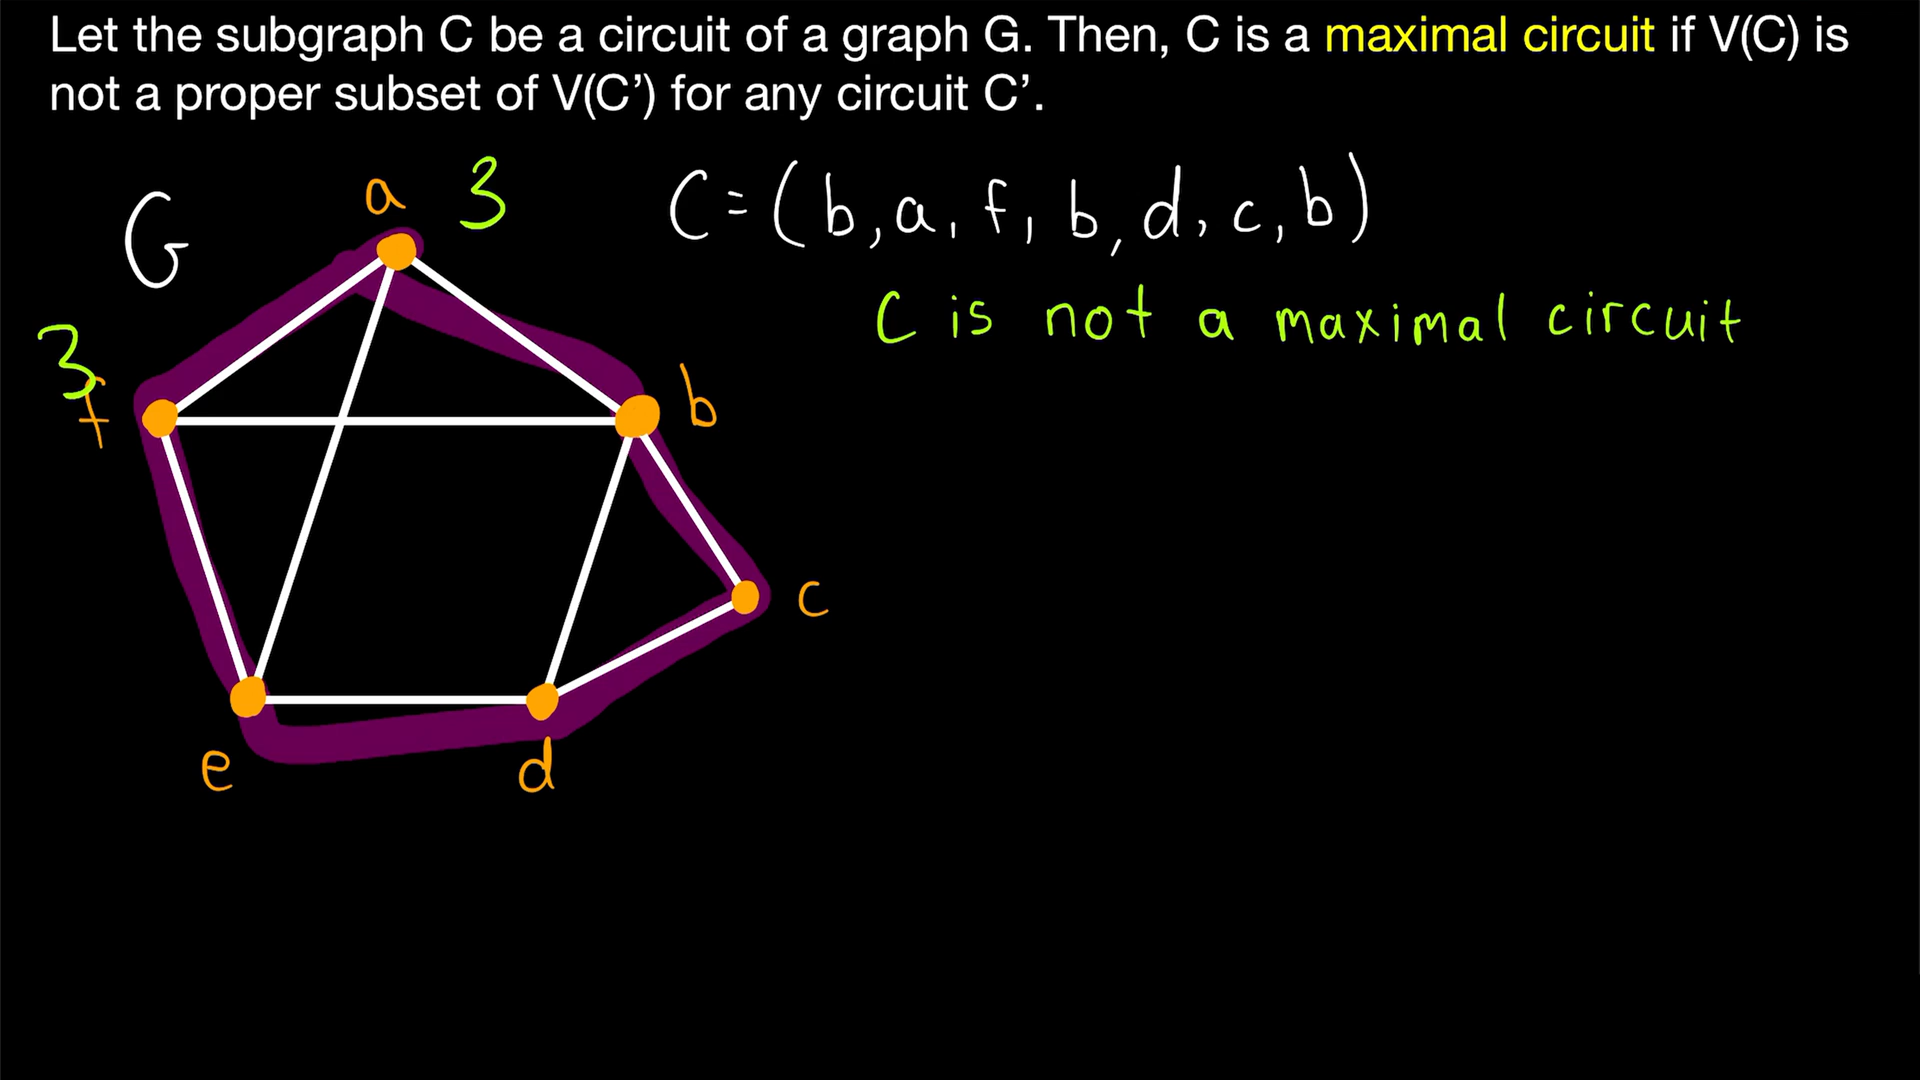 Let the subgraph C be a circuit of a graph G. Then, C is a maximal circuit if V(C) is
not a proper subset of V(C’) for any circuit C’.
G
a
3
C=(b,a,f,b,d,c,b)
C is not a maximal circuit
3
f
b
c
e
d